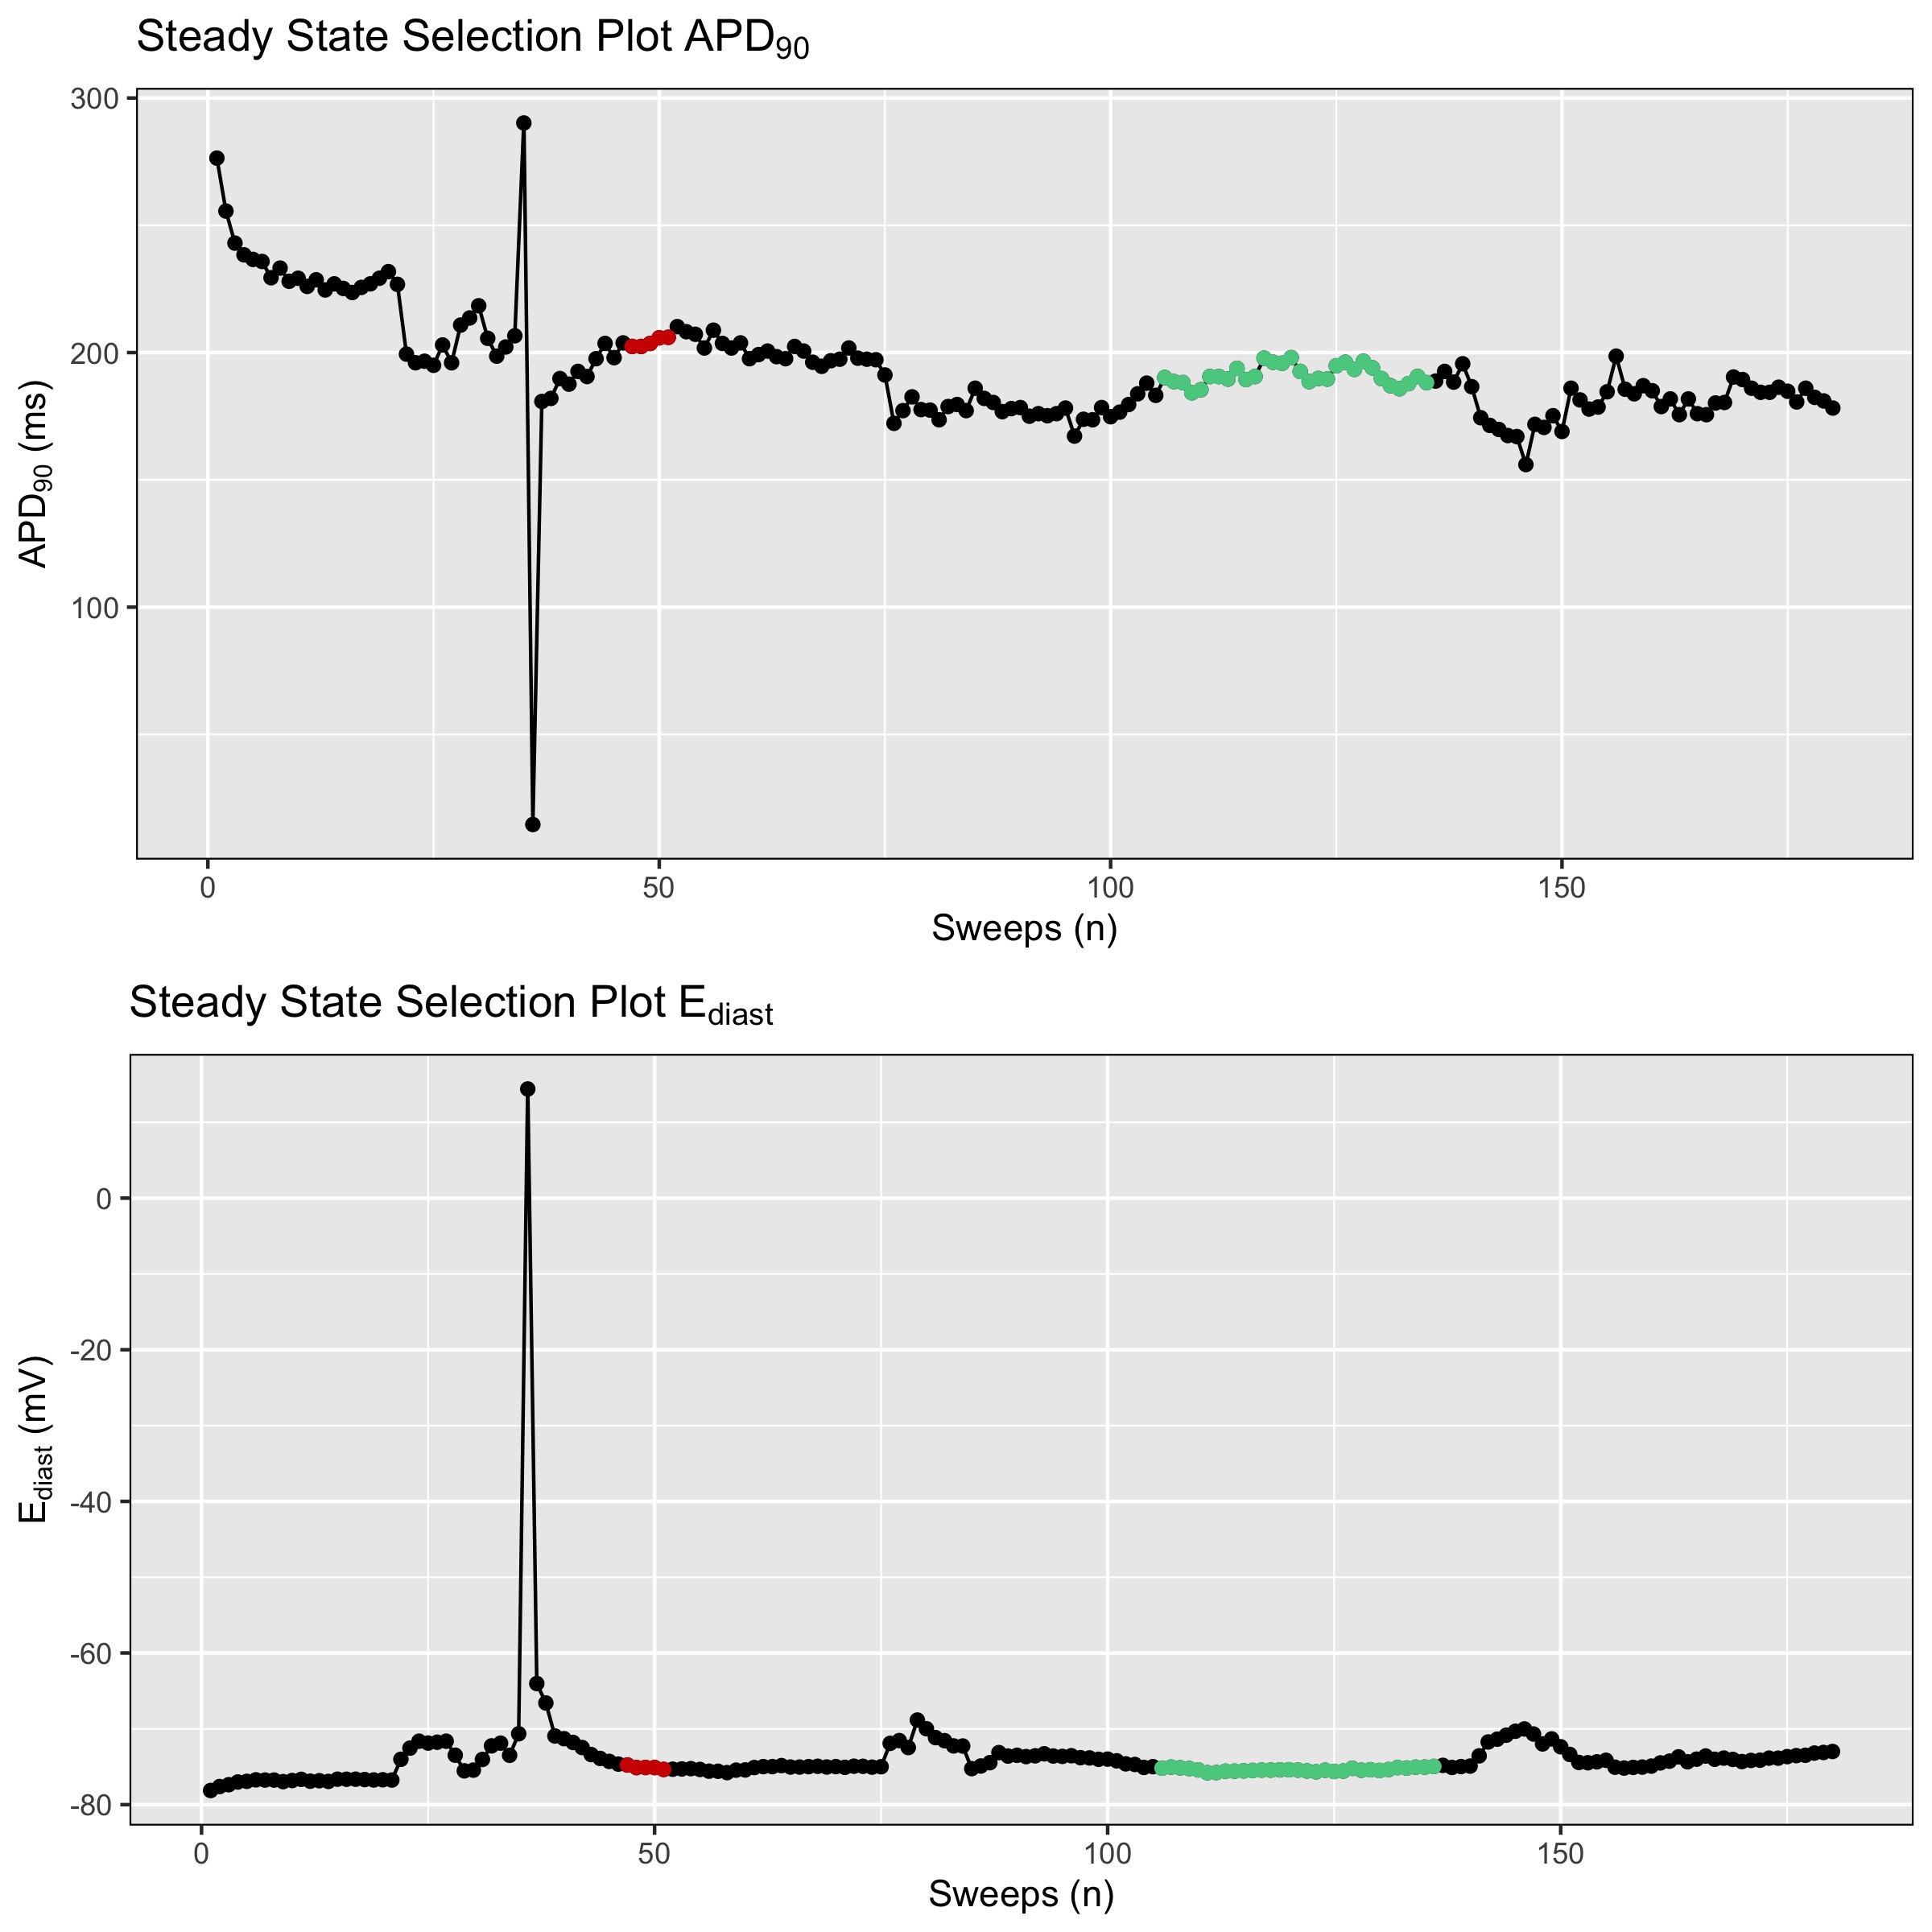 Steady State Selection Plot APD90
300
200
100
APD90 (ms)
0 50 100 150
Sweeps (n)
Steady State Selection Plot Ediast
0
-20
-40
-60
-80
Ediast (mV)
0 50 100 150
Sweeps (n)